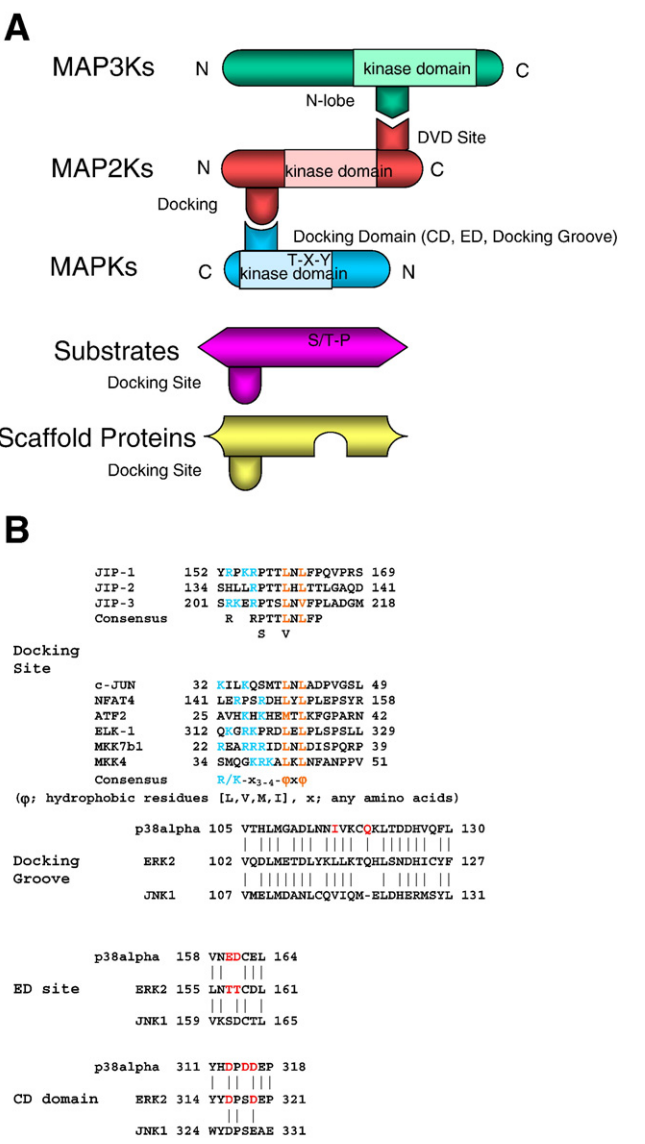 A
MAP3Ks N kinase domain C
N-lobe
DVD Site
MAP2Ks N kinase domain C
Docking
Docking Domain (CD, ED, Docking Groove)
MAPKs C T-X-Y kinase domain N
Substrates S/T-P
Docking Site
Scaffold Proteins
Docking Site
B
JIP-1 152 YRPKRPTTLNLFPQVPRS 169
JIP-2 134 SHLLRPTTLHLTTLGAQD 141
JIP-3 201 SRKERPTSLNVFPLADGM 218
Consensus R RPTTLNLFP
S V
Docking
Site
c-JUN 32 KILKQSMTLNLADPVGSL 49
NFAT4 141 LERPSRDHLYLPLEPSYR 158
ATF2 25 AVHKHKHEMTLKFGPARN 42
ELK-1 312 QKGRKPRDLELPLSPSLL 329
MKK7b1 22 REARRRIDLNLDISPQRP 39
MKK4 34 SMQGKRKALKLNFANPPV 51
Consensus R/K-x3-4-φxφ
(φ; hydrophobic residues [L,V,M,I], x; any amino acids)
p38alpha 105 VTHLMGADLNNIVKCQKLTDDHVQFL 130
Docking
Groove
ERK2 102 VQDLMETDLYKLLKTQHLSNDHICYF 127
JNK1 107 VMELMDANLCQVIQM-ELDHERMSYL 131
p38alpha 158 VNEDCEL 164
ED site ERK2 155 LNTTCDL 161
JNK1 159 VKSDCTL 165
p38alpha 311 YHDPDDEP 318
CD domain ERK2 314 YYDPSDEP 321
JNK1 324 WYDPSEAE 331